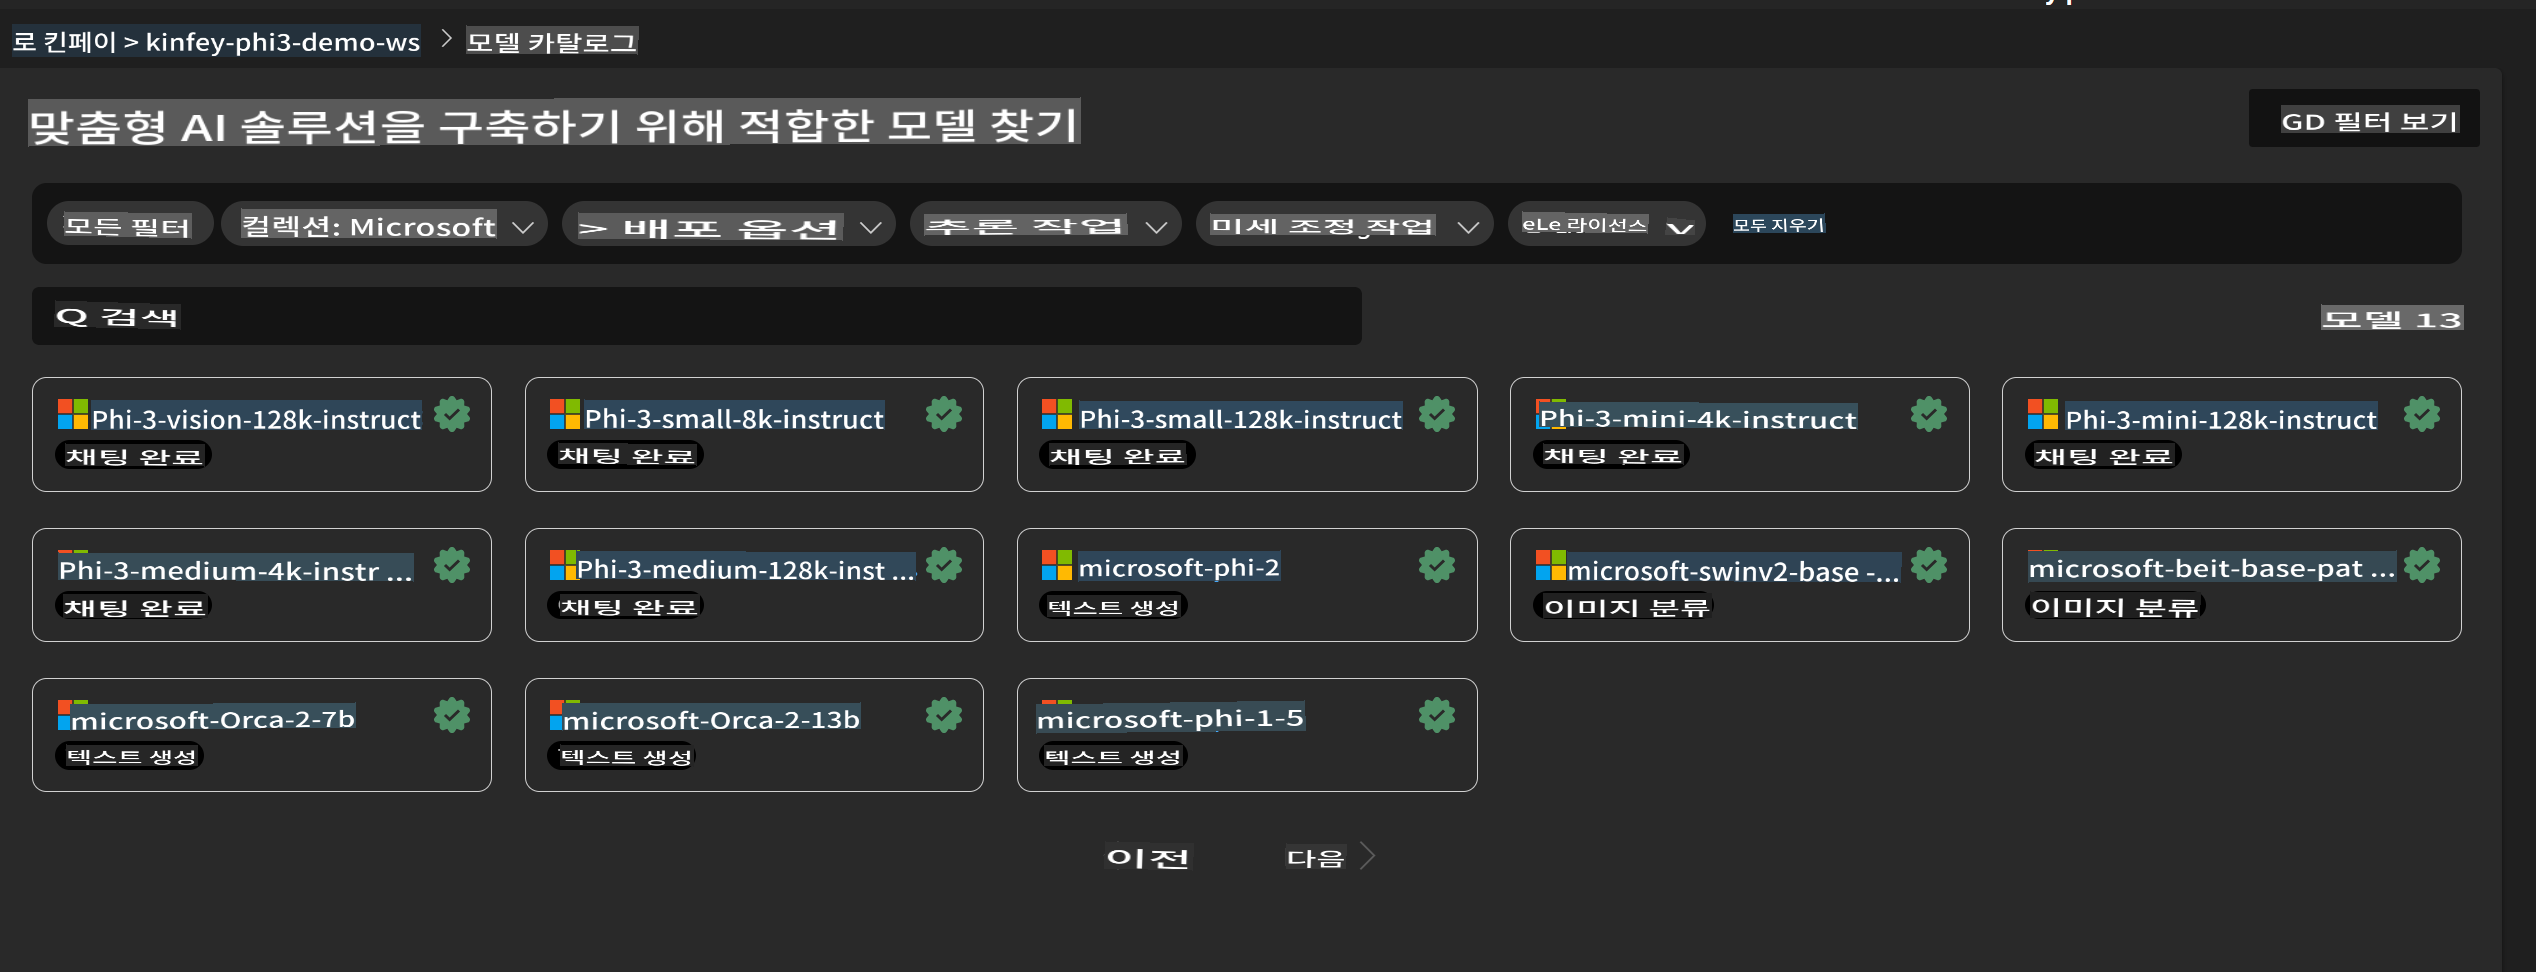 로 킨페이 > kinfey-phi3-demo-ws > 모델 카탈로그
맞춤형 AI 솔루션을 구축하기 위해 적합한 모델 찾기
GD 필터 보기
모든 필터 컬렉션: Microsoft > 배포 옵션 추론 작업 미세 조정 작업 eLe 라이선스 모두 지우기
Q 검색
모델 13
Phi-3-vision-128k-instruct
채팅 완료
Phi-3-small-8k-instruct
채팅 완료
Phi-3-small-128k-instruct
채팅 완료
Phi-3-mini-4k-instruct
채팅 완료
Phi-3-mini-128k-instruct
채팅 완료
Phi-3-medium-4k-instr ...
채팅 완료
Phi-3-medium-128k-inst ...
채팅 완료
microsoft-phi-2
텍스트 생성
microsoft-swinv2-base -...
이미지 분류
microsoft-beit-base-pat ...
이미지 분류
microsoft-Orca-2-7b
텍스트 생성
microsoft-Orca-2-13b
텍스트 생성
microsoft-phi-1-5
텍스트 생성
이전 다음